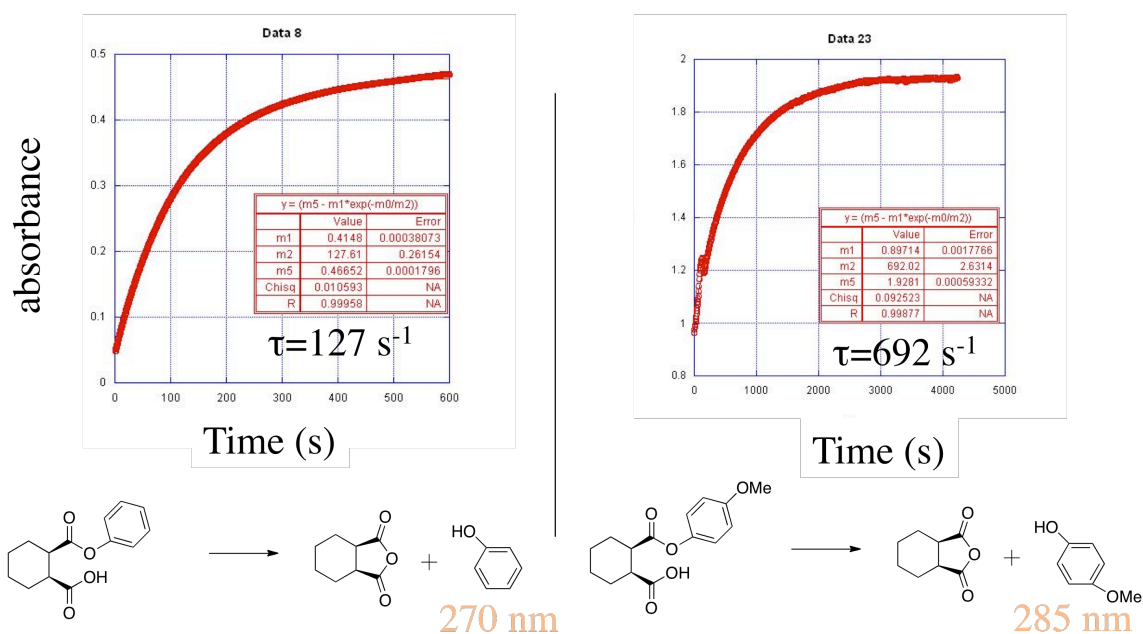 Data 8
0.5
0.4
0.3
0.2
0.1
0
0 100 200 300 400 500 600
y = (m5 - m1*exp(-m0/m2))
Value Error
m1 0.4148 0.00038073
m2 127.61 0.26154
m5 0.46652 0.0001796
Chisq 0.010593 NA
R 0.99958 NA
τ=127 s-1
absorbance
Time (s)
Data 23
2
1.8
1.6
1.4
1.2
1
0.8
0 1000 2000 3000 4000 5000
y = (m5 - m1*exp(-m0/m2))
Value Error
m1 0.89714 0.0017766
m2 692.02 2.6314
m5 1.9281 0.00059332
Chisq 0.092523 NA
R 0.99877 NA
τ=692 s-1
Time (s)
O
O
OH
O
O
O
O
+
HO
270 nm
OMe
O
O
OH
O
O
O
O
+
HO
OMe
285 nm